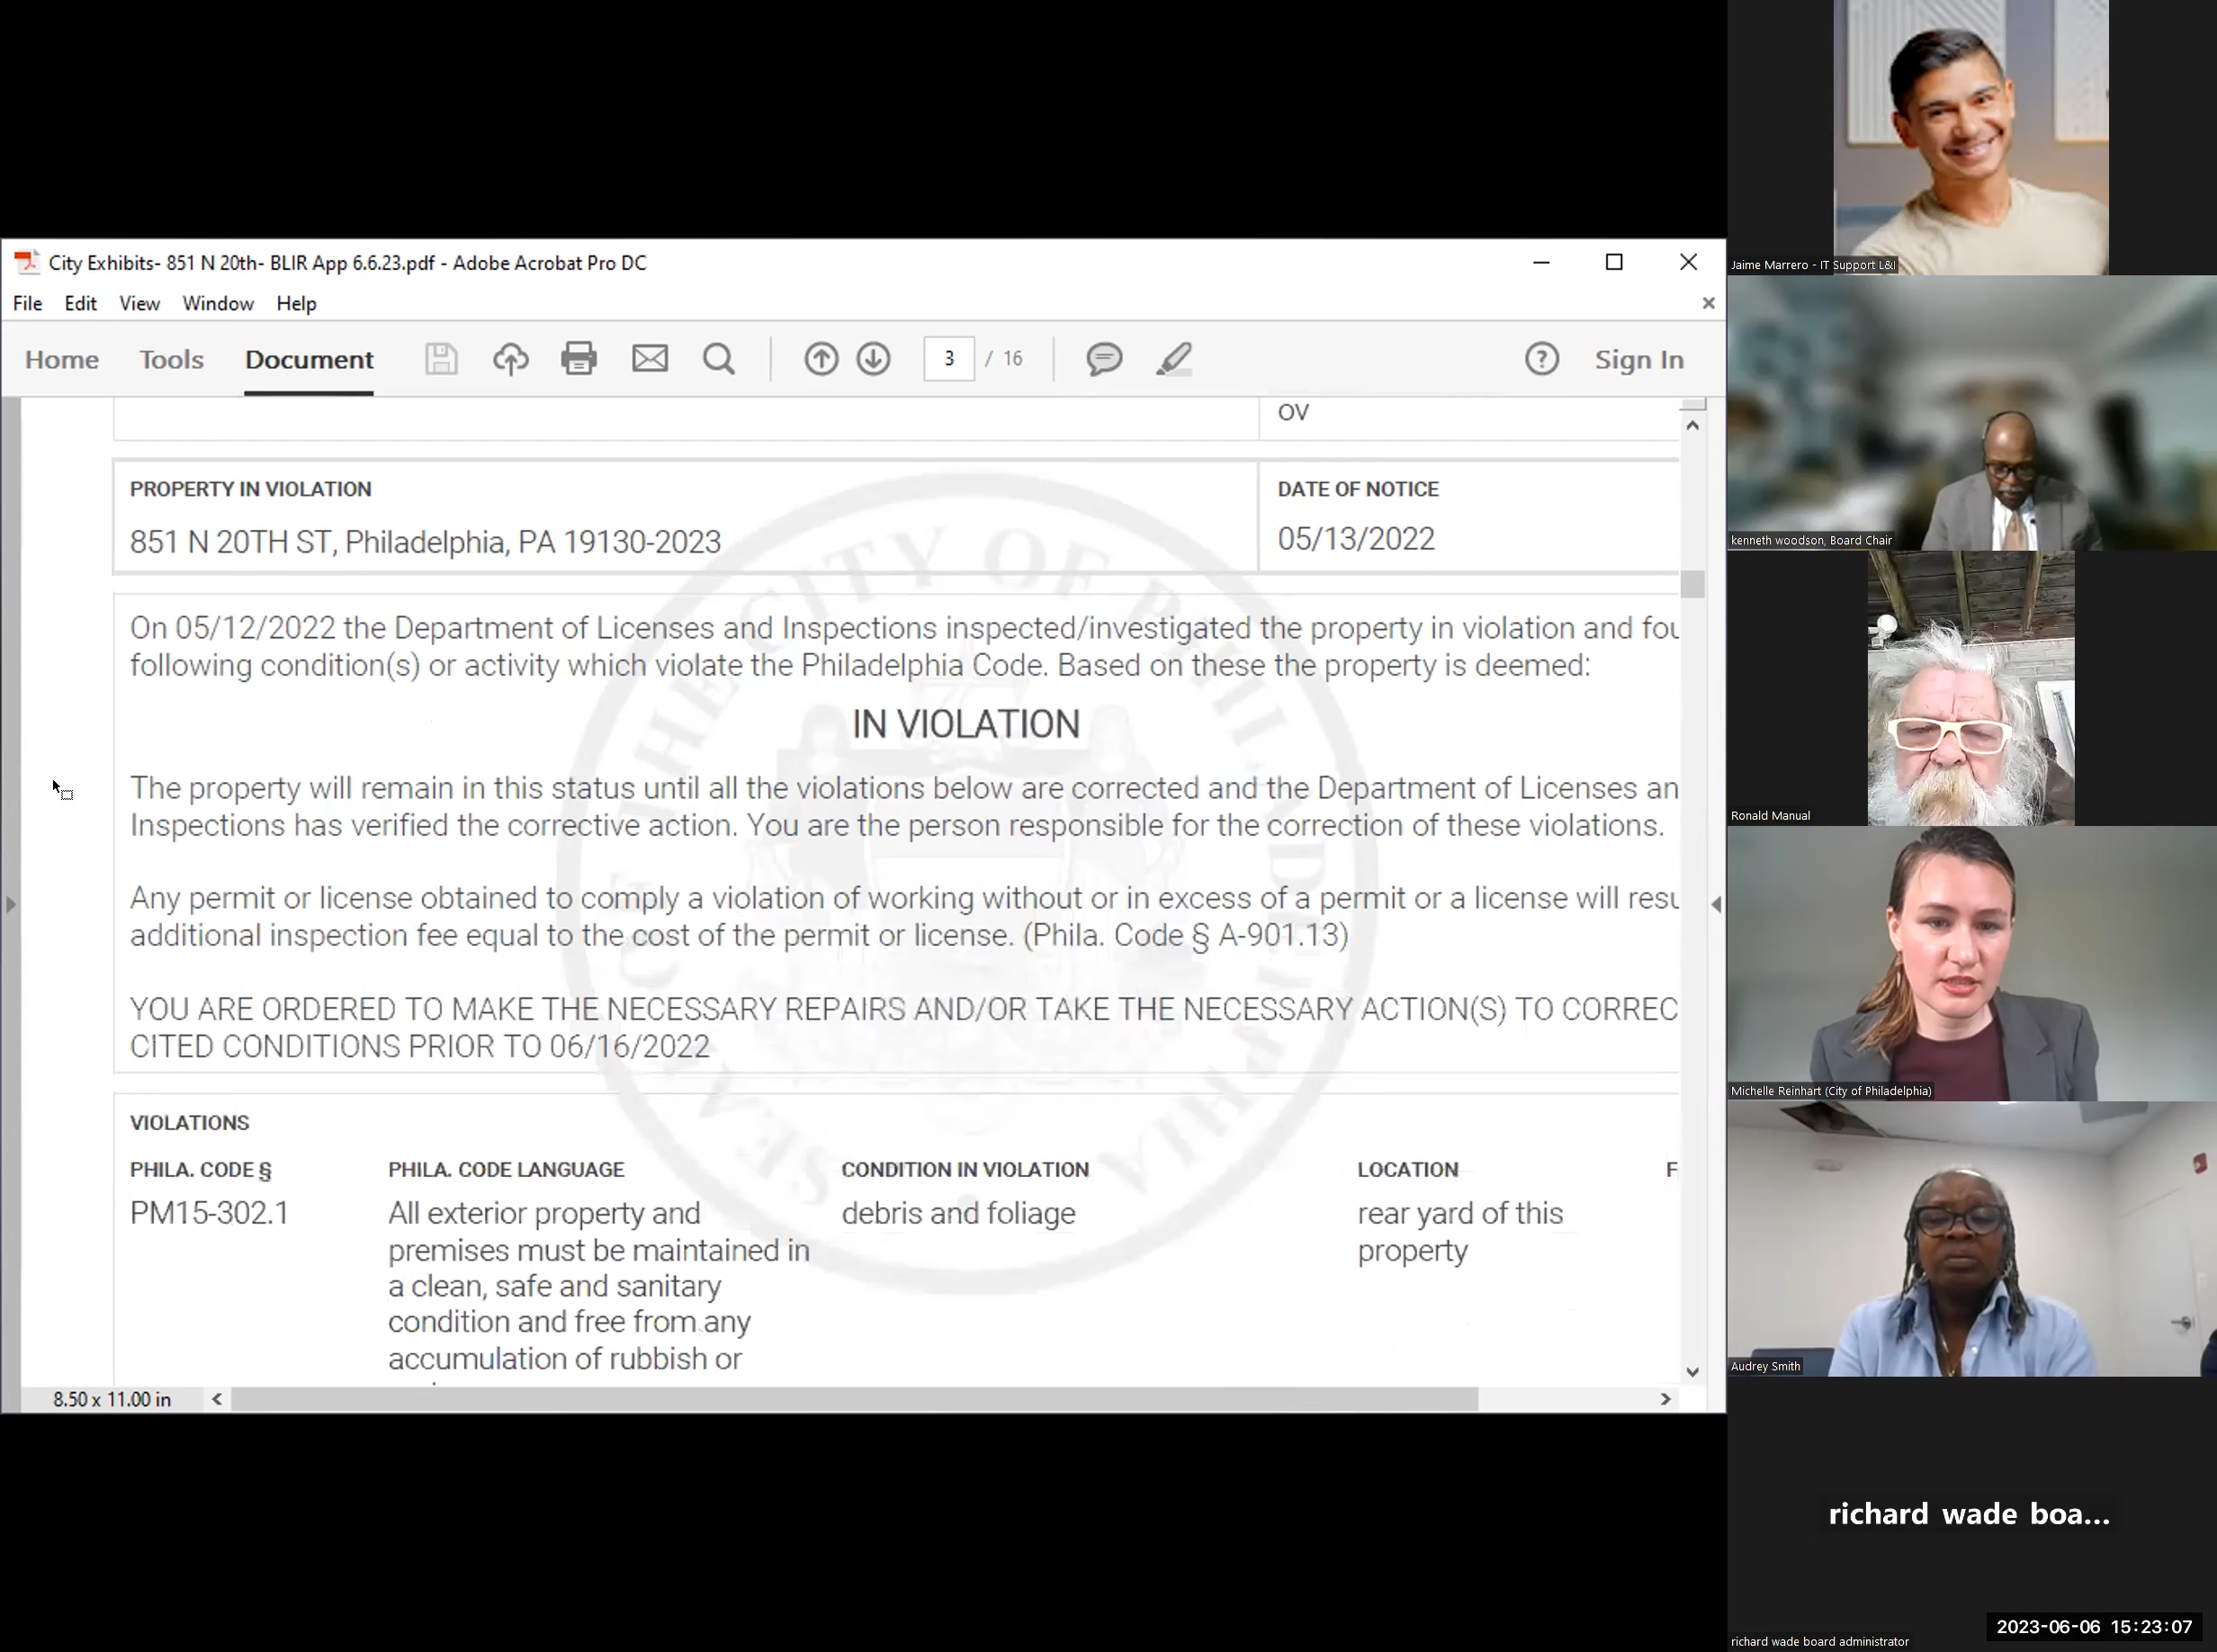 City Exhibits- 851 N 20th- BLIR App 6.6.23.pdf - Adobe Acrobat Pro DC
File Edit View Window Help
Home Tools Document 3 / 16 Sign In
OV
PROPERTY IN VIOLATION
851 N 20TH ST, Philadelphia, PA 19130-2023
DATE OF NOTICE
05/13/2022
On 05/12/2022 the Department of Licenses and Inspections inspected/investigated the property in violation and fou
following condition(s) or activity which violate the Philadelphia Code. Based on these the property is deemed:
IN VIOLATION
The property will remain in this status until all the violations below are corrected and the Department of Licenses an
Inspections has verified the corrective action. You are the person responsible for the correction of these violations.
Any permit or license obtained to comply a violation of working without or in excess of a permit or a license will resu
additional inspection fee equal to the cost of the permit or license. (Phila. Code § A-901.13)
YOU ARE ORDERED TO MAKE THE NECESSARY REPAIRS AND/OR TAKE THE NECESSARY ACTION(S) TO CORREC
CITED CONDITIONS PRIOR TO 06/16/2022
VIOLATIONS
PHILA. CODE § PHILA. CODE LANGUAGE CONDITION IN VIOLATION LOCATION F
PM15-302.1 All exterior property and debris and foliage rear yard of this
premises must be maintained in property
a clean, safe and sanitary
condition and free from any
accumulation of rubbish or
8.50 x 11.00 in
SEAL OF THE CITY OF PHILADELPHIA
Jaime Marrero - IT Support L&I
kenneth woodson, Board Chair
Ronald Manual
Michelle Reinhart (City of Philadelphia)
Audrey Smith
richard wade boa...
2023-06-06 15:23:07
richard wade board administrator